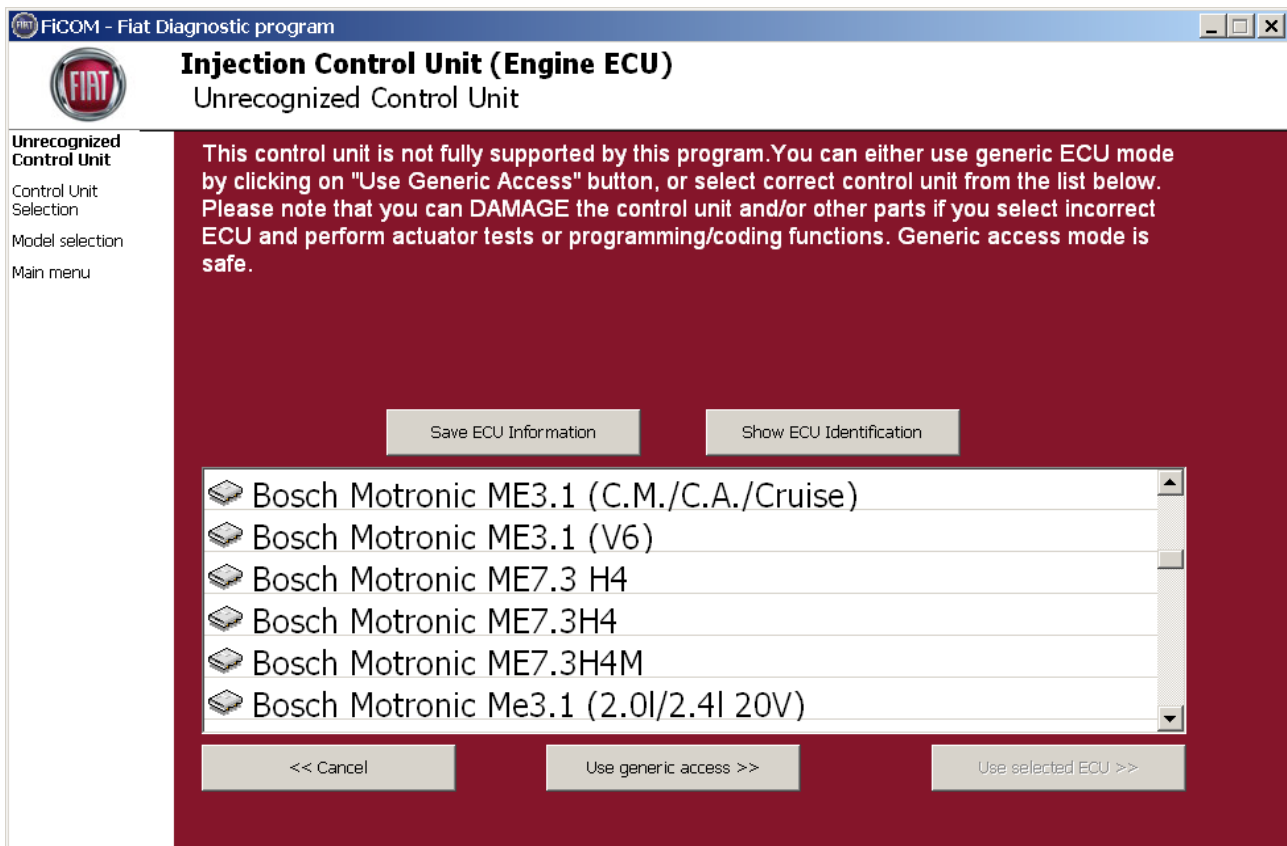 FiCOM - Fiat Diagnostic program
FIAT
Injection Control Unit (Engine ECU)
Unrecognized Control Unit
Unrecognized
Control Unit
Control Unit
Selection
Model selection
Main menu
This control unit is not fully supported by this program.You can either use generic ECU mode
by clicking on "Use Generic Access" button, or select correct control unit from the list below.
Please note that you can DAMAGE the control unit and/or other parts if you select incorrect
ECU and perform actuator tests or programming/coding functions. Generic access mode is
safe.
Save ECU Information
Show ECU Identification
Bosch Motronic ME3.1 (C.M./C.A./Cruise)
Bosch Motronic ME3.1 (V6)
Bosch Motronic ME7.3 H4
Bosch Motronic ME7.3H4
Bosch Motronic ME7.3H4M
Bosch Motronic Me3.1 (2.0l/2.4l 20V)
<< Cancel
Use generic access >>
Use selected ECU >>